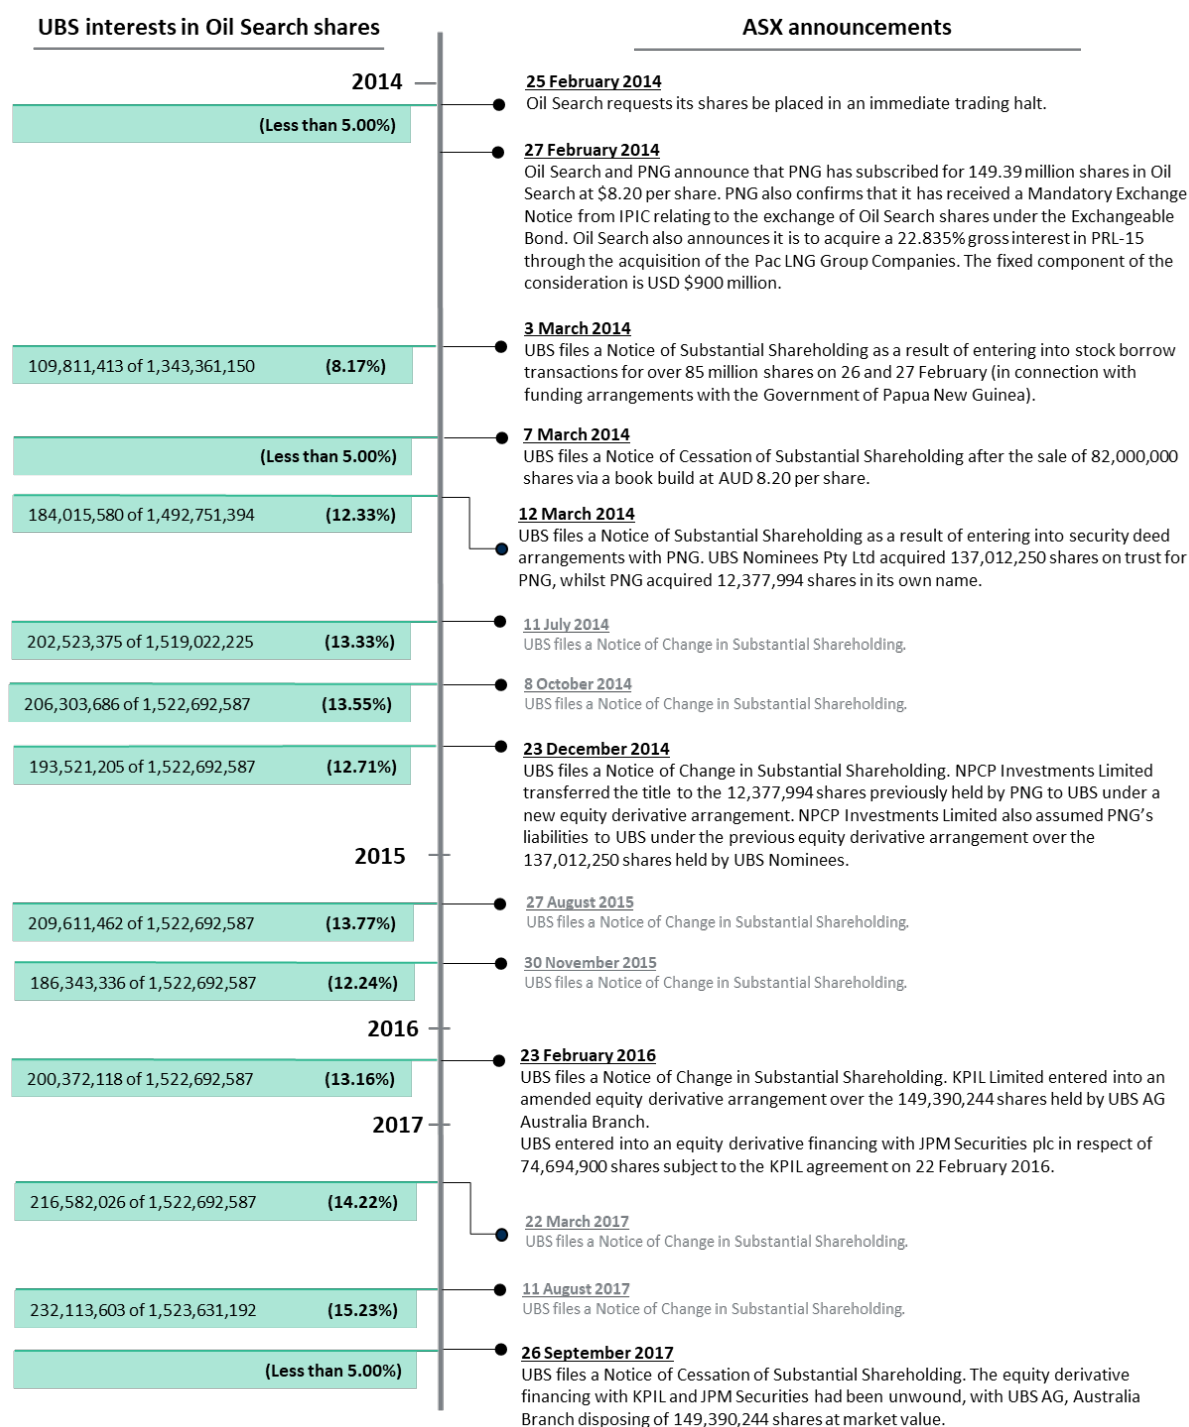 UBS interests in Oil Search shares
ASX announcements
2014
25 February 2014
Oil Search requests its shares be placed in an immediate trading halt.
(Less than 5.00%)
27 February 2014
Oil Search and PNG announce that PNG has subscribed for 149.39 million shares in Oil
Search at $8.20 per share. PNG also confirms that it has received a Mandatory Exchange
Notice from IPIC relating to the exchange of Oil Search shares under the Exchangeable
Bond. Oil Search also announces it is to acquire a 22.835% gross interest in PRL-15
through the acquisition of the Pac LNG Group Companies. The fixed component of the
consideration is USD $900 million.
109,811,413 of 1,343,361,150 (8.17%)
3 March 2014
UBS files a Notice of Substantial Shareholding as a result of entering into stock borrow
transactions for over 85 million shares on 26 and 27 February (in connection with
funding arrangements with the Government of Papua New Guinea).
(Less than 5.00%)
7 March 2014
UBS files a Notice of Cessation of Substantial Shareholding after the sale of 82,000,000
shares via a book build at AUD 8.20 per share.
184,015,580 of 1,492,751,394 (12.33%)
12 March 2014
UBS files a Notice of Substantial Shareholding as a result of entering into security deed
arrangements with PNG. UBS Nominees Pty Ltd acquired 137,012,250 shares on trust for
PNG, whilst PNG acquired 12,377,994 shares in its own name.
202,523,375 of 1,519,022,225 (13.33%)
11 July 2014
UBS files a Notice of Change in Substantial Shareholding.
206,303,686 of 1,522,692,587 (13.55%)
8 October 2014
UBS files a Notice of Change in Substantial Shareholding.
193,521,205 of 1,522,692,587 (12.71%)
23 December 2014
UBS files a Notice of Change in Substantial Shareholding. NPCP Investments Limited
transferred the title to the 12,377,994 shares previously held by PNG to UBS under a
new equity derivative arrangement. NPCP Investments Limited also assumed PNG's
liabilities to UBS under the previous equity derivative arrangement over the
137,012,250 shares held by UBS Nominees.
2015
209,611,462 of 1,522,692,587 (13.77%)
27 August 2015
UBS files a Notice of Change in Substantial Shareholding.
186,343,336 of 1,522,692,587 (12.24%)
30 November 2015
UBS files a Notice of Change in Substantial Shareholding.
2016
200,372,118 of 1,522,692,587 (13.16%)
23 February 2016
UBS files a Notice of Change in Substantial Shareholding. KPIL Limited entered into an
amended equity derivative arrangement over the 149,390,244 shares held by UBS AG
Australia Branch.
UBS entered into an equity derivative financing with JPM Securities plc in respect of
74,694,900 shares subject to the KPIL agreement on 22 February 2016.
2017
216,582,026 of 1,522,692,587 (14.22%)
22 March 2017
UBS files a Notice of Change in Substantial Shareholding.
232,113,603 of 1,523,631,192 (15.23%)
11 August 2017
UBS files a Notice of Change in Substantial Shareholding.
(Less than 5.00%)
26 September 2017
UBS files a Notice of Cessation of Substantial Shareholding. The equity derivative
financing with KPIL and JPM Securities had been unwound, with UBS AG, Australia
Branch disposing of 149,390,244 shares at market value.